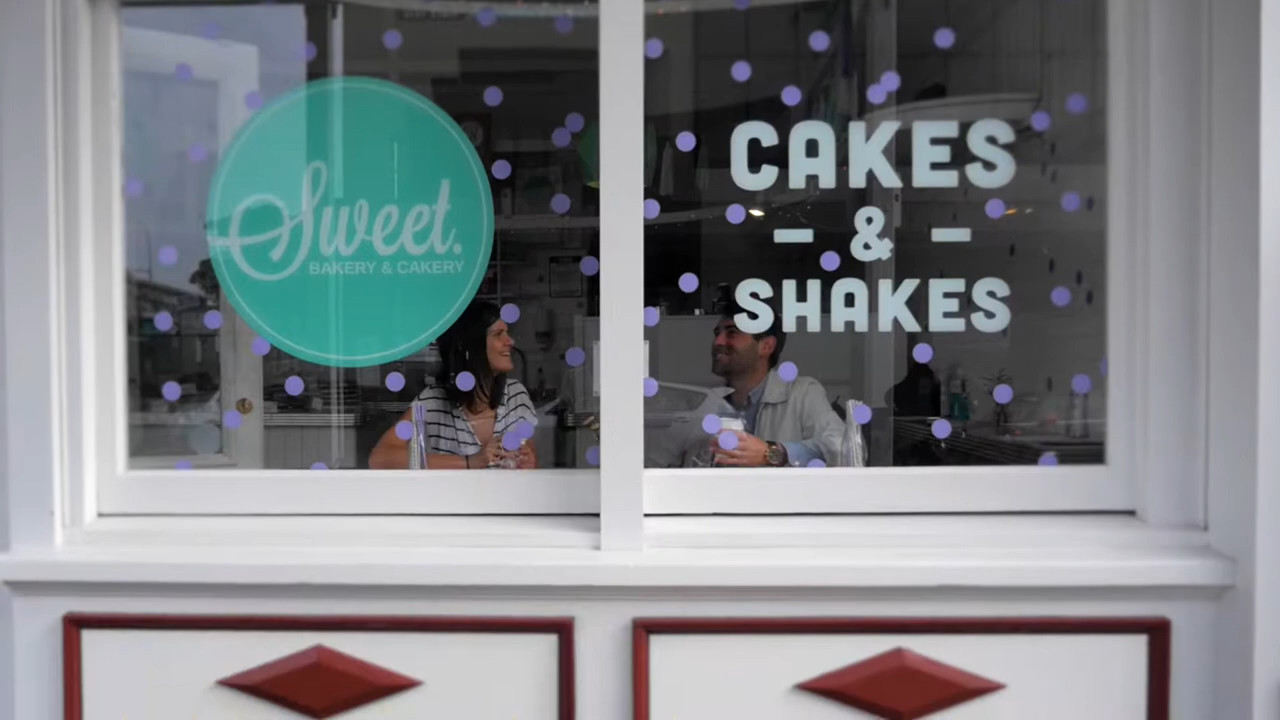 Sweet.
BAKERY & CAKERY
CAKES
- & -
SHAKES